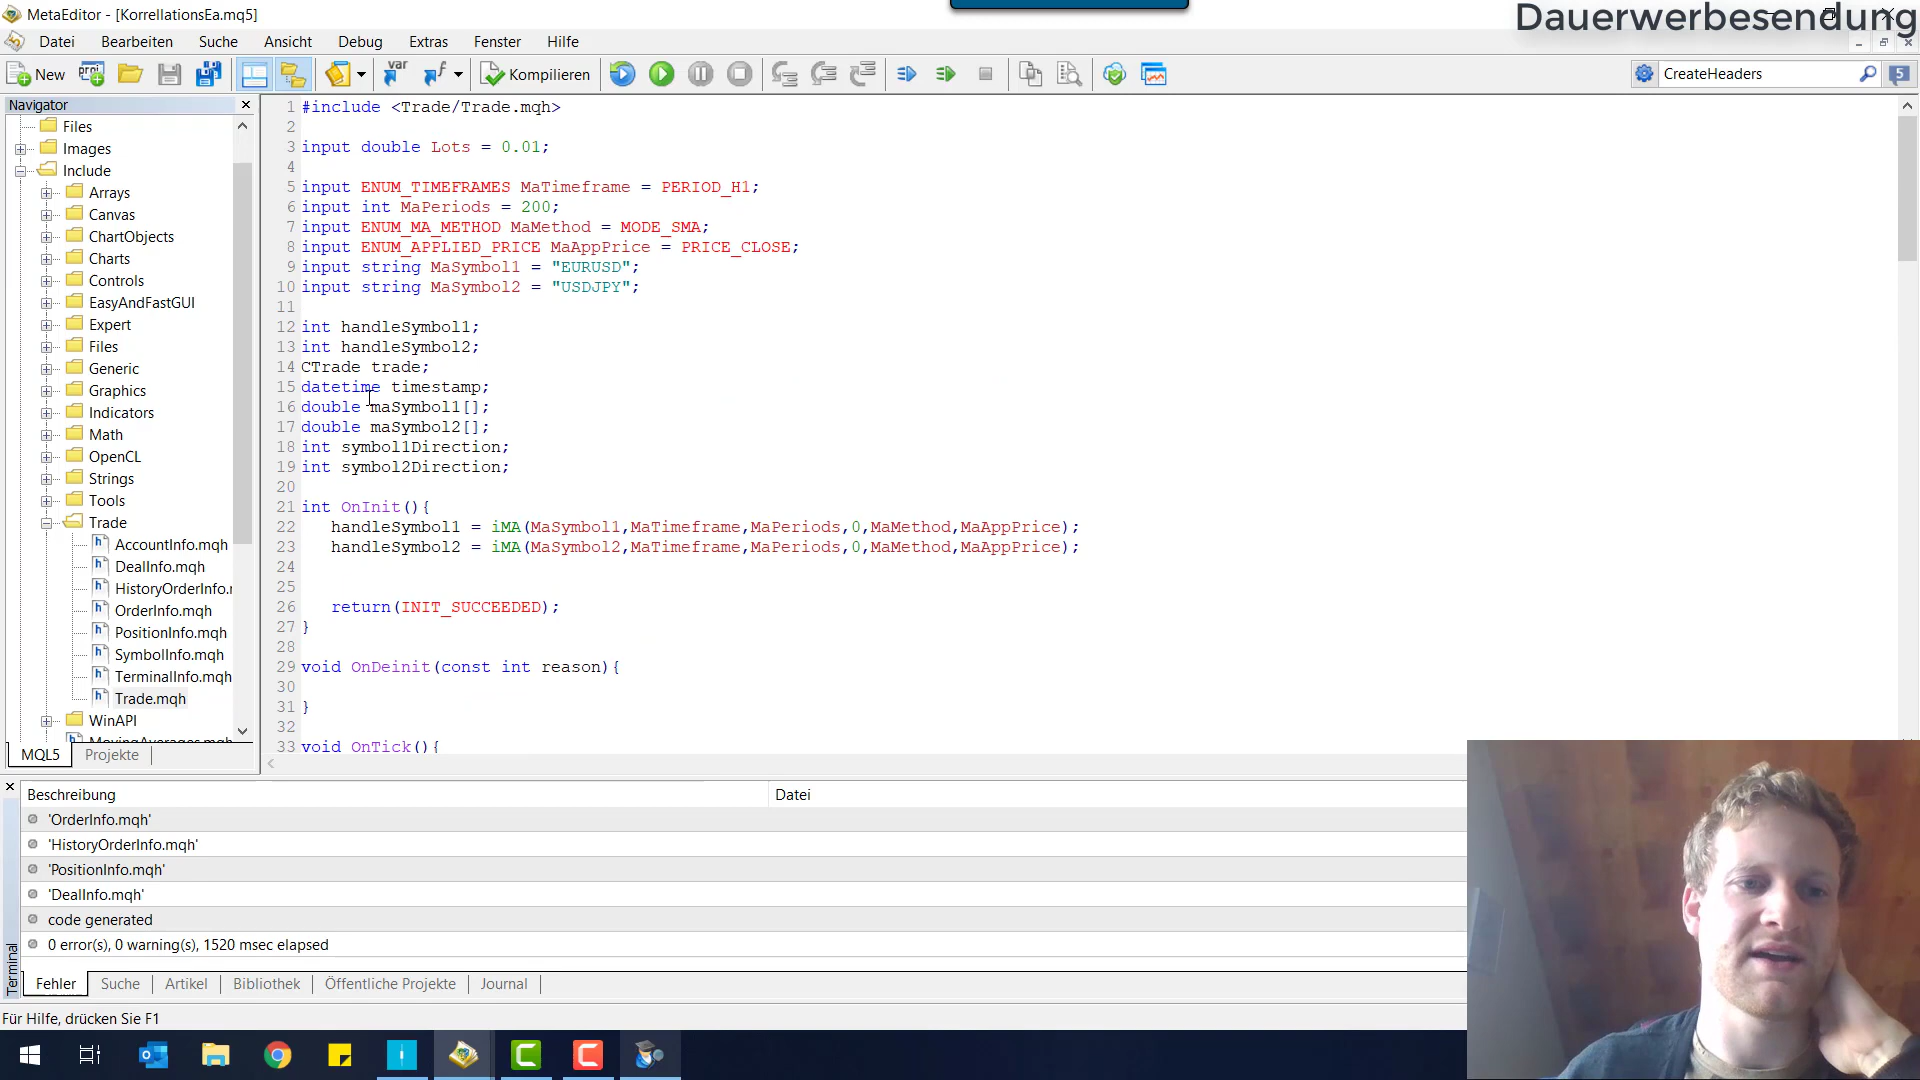 MetaEditor - [KorrellationsEa.mq5]
Dauerwerbesendung
Datei Bearbeiten Suche Ansicht Debug Extras Fenster Hilfe
New Kompilieren CreateHeaders 5
Navigator
Files
Images
Include
Arrays
Canvas
ChartObjects
Charts
Controls
EasyAndFastGUI
Expert
Files
Generic
Graphics
Indicators
Math
OpenCL
Strings
Tools
Trade
AccountInfo.mqh
DealInfo.mqh
HistoryOrderInfo.
OrderInfo.mqh
PositionInfo.mqh
SymbolInfo.mqh
TerminalInfo.mqh
Trade.mqh
WinAPI
MovingAverages.mqh
MQL5 Projekte
1 #include <Trade/Trade.mqh>
2
3 input double Lots = 0.01;
4
5 input ENUM_TIMEFRAMES MaTimeframe = PERIOD_H1;
6 input int MaPeriods = 200;
7 input ENUM_MA_METHOD MaMethod = MODE_SMA;
8 input ENUM_APPLIED_PRICE MaAppPrice = PRICE_CLOSE;
9 input string MaSymbol1 = "EURUSD";
10 input string MaSymbol2 = "USDJPY";
11
12 int handleSymbol1;
13 int handleSymbol2;
14 CTrade trade;
15 datetime timestamp;
16 double maSymbol1[];
17 double maSymbol2[];
18 int symbol1Direction;
19 int symbol2Direction;
20
21 int OnInit(){
22 handleSymbol1 = iMA(MaSymbol1,MaTimeframe,MaPeriods,0,MaMethod,MaAppPrice);
23 handleSymbol2 = iMA(MaSymbol2,MaTimeframe,MaPeriods,0,MaMethod,MaAppPrice);
24
25
26 return(INIT_SUCCEEDED);
27 }
28
29 void OnDeinit(const int reason){
30
31 }
32
33 void OnTick(){
Beschreibung Datei
'OrderInfo.mqh'
'HistoryOrderInfo.mqh'
'PositionInfo.mqh'
'DealInfo.mqh'
code generated
0 error(s), 0 warning(s), 1520 msec elapsed
Terminal
Fehler Suche Artikel Bibliothek Öffentliche Projekte Journal
Für Hilfe, drücken Sie F1